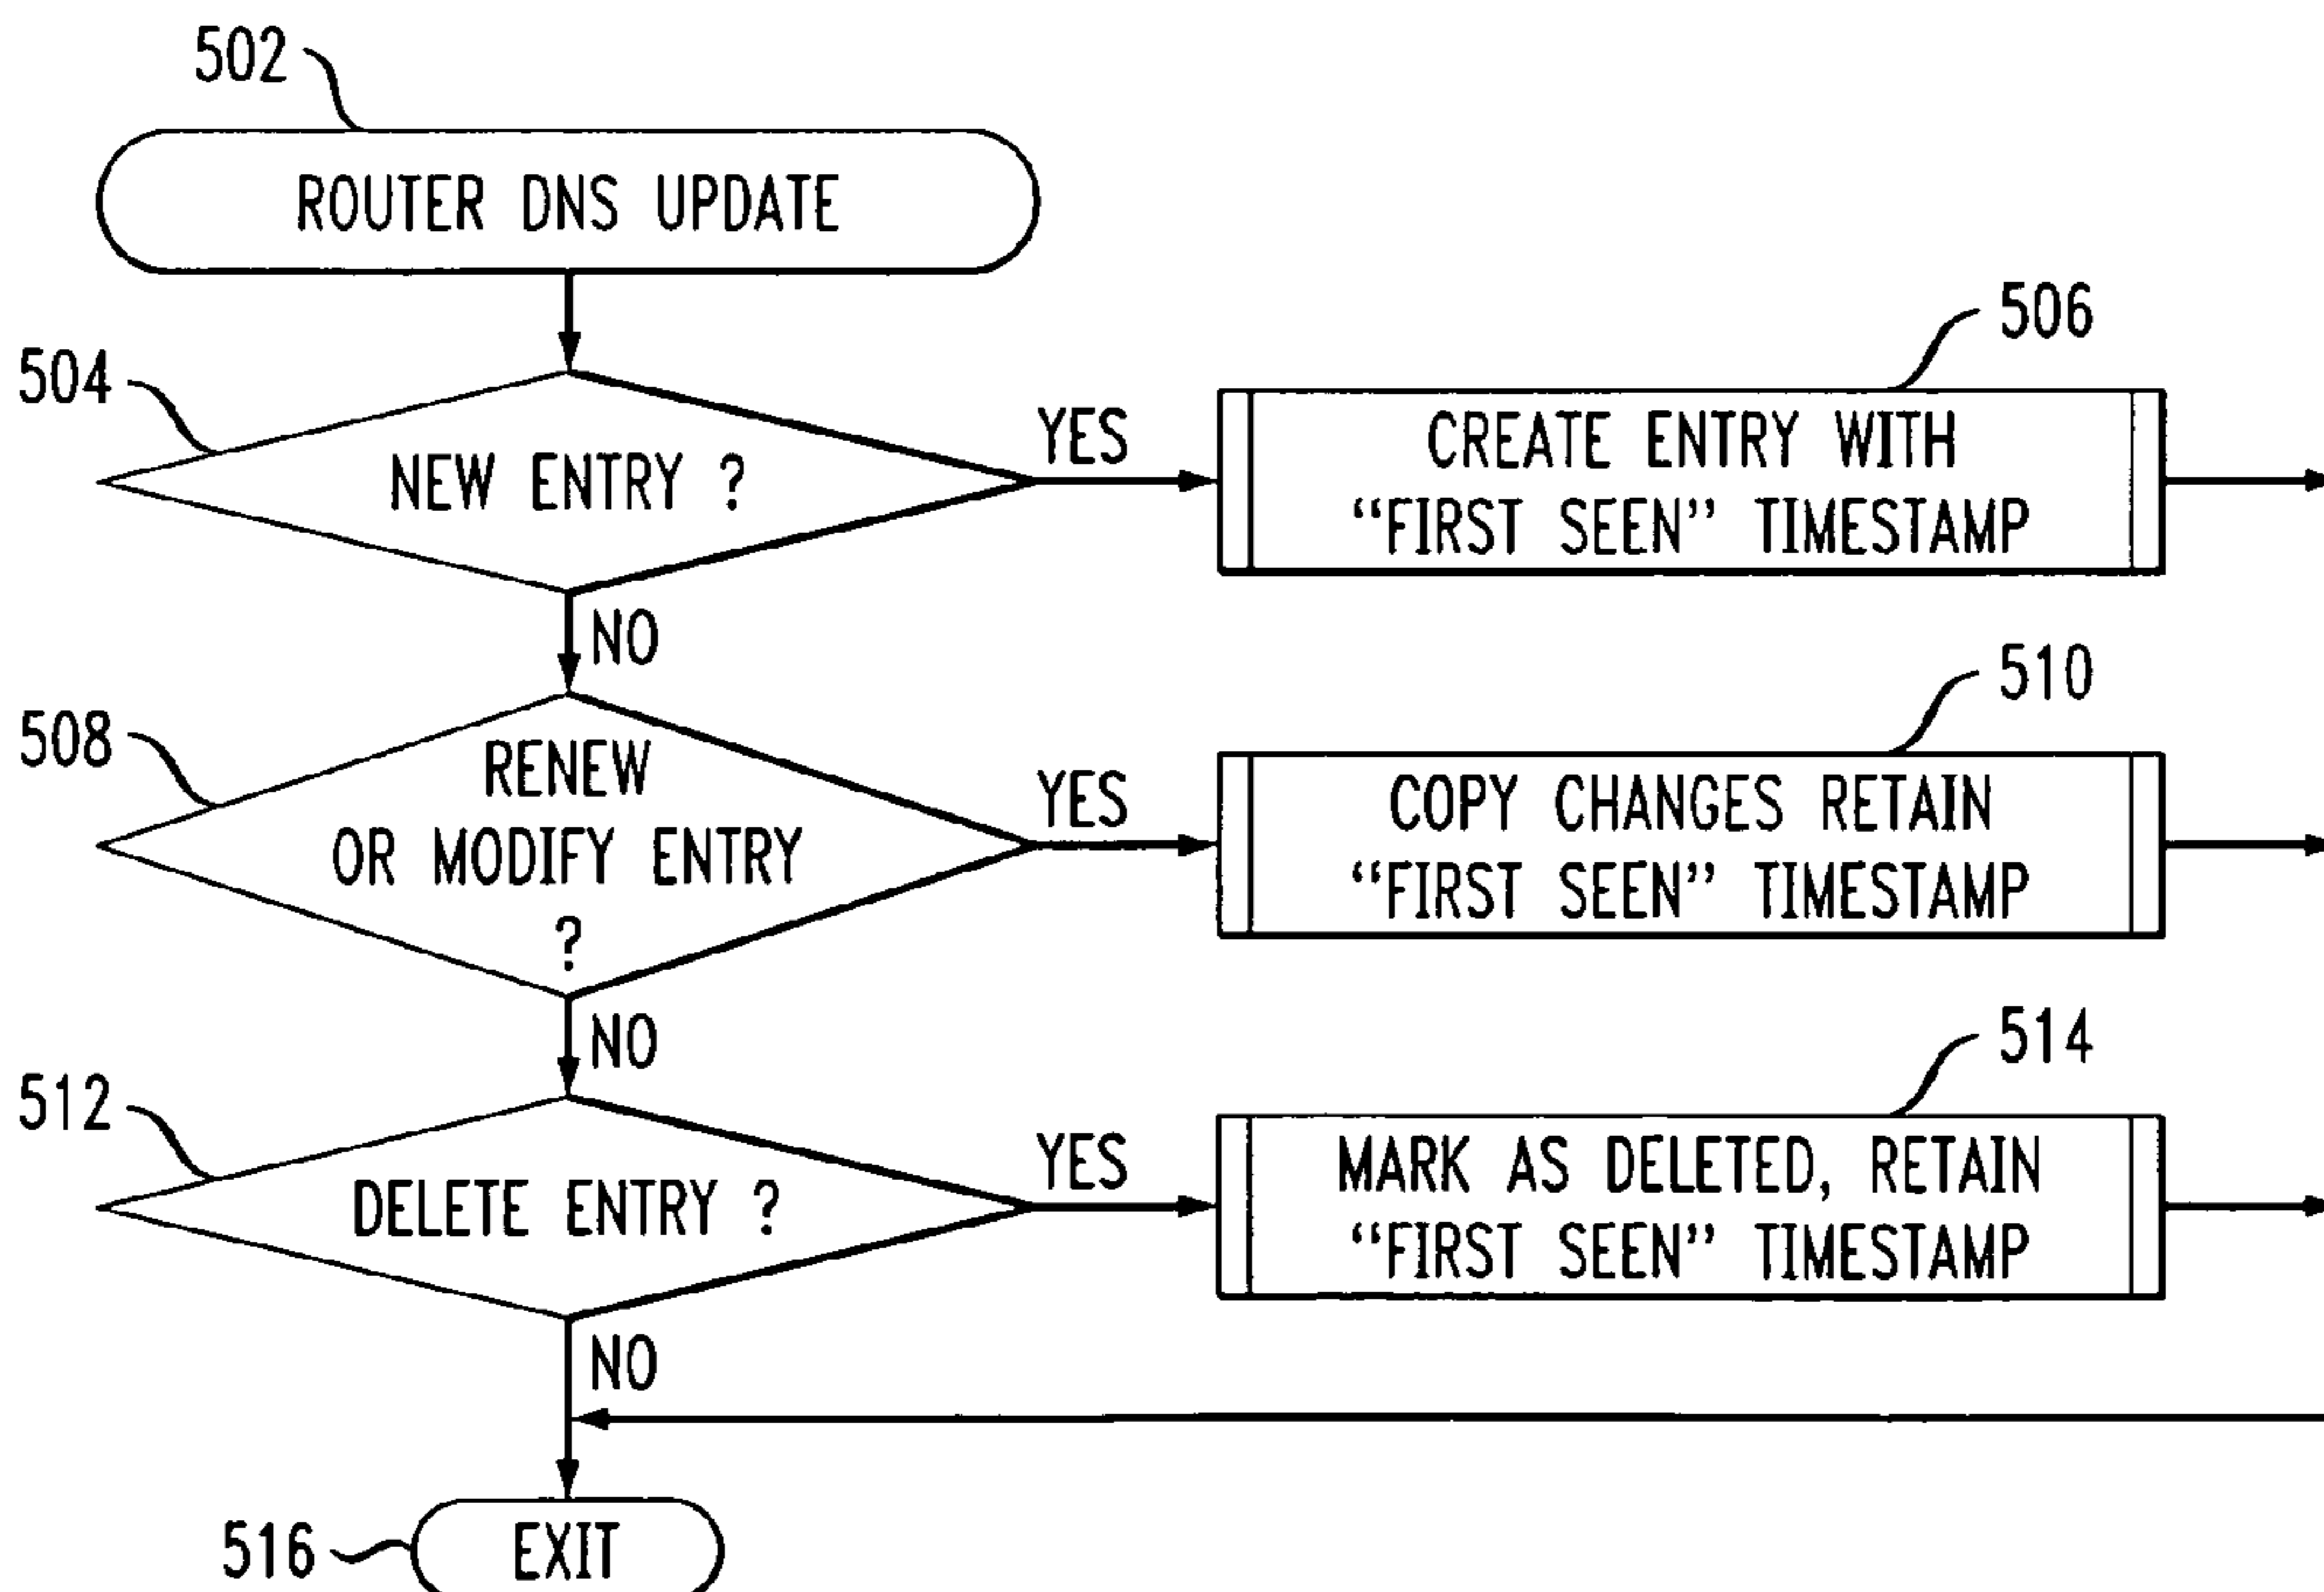 502
ROUTER DNS UPDATE
504
NEW ENTRY ?
YES
506
CREATE ENTRY WITH
“FIRST SEEN” TIMESTAMP
NO
508
RENEW
OR MODIFY ENTRY
?
YES
510
COPY CHANGES RETAIN
“FIRST SEEN” TIMESTAMP
NO
512
DELETE ENTRY ?
YES
514
MARK AS DELETED, RETAIN
“FIRST SEEN” TIMESTAMP
NO
516
EXIT